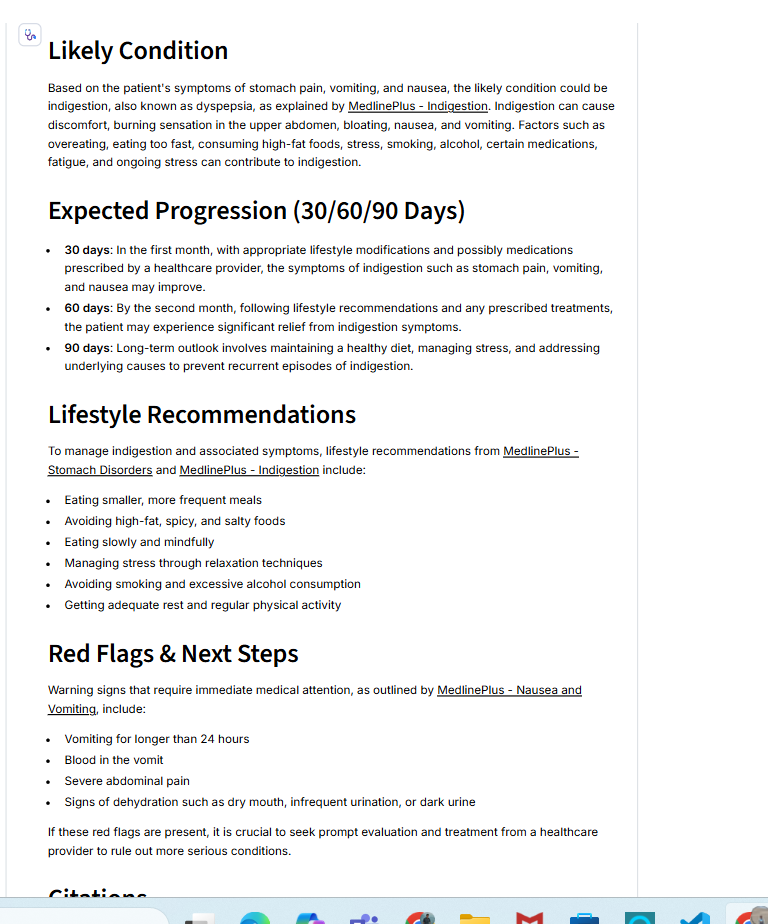 Likely Condition
Based on the patient's symptoms of stomach pain, vomiting, and nausea, the likely condition could be
indigestion, also known as dyspepsia, as explained by MedlinePlus - Indigestion. Indigestion can cause
discomfort, burning sensation in the upper abdomen, bloating, nausea, and vomiting. Factors such as
overeating, eating too fast, consuming high-fat foods, stress, smoking, alcohol, certain medications,
fatigue, and ongoing stress can contribute to indigestion.
Expected Progression (30/60/90 Days)
• 30 days: In the first month, with appropriate lifestyle modifications and possibly medications
prescribed by a healthcare provider, the symptoms of indigestion such as stomach pain, vomiting,
and nausea may improve.
• 60 days: By the second month, following lifestyle recommendations and any prescribed treatments,
the patient may experience significant relief from indigestion symptoms.
• 90 days: Long-term outlook involves maintaining a healthy diet, managing stress, and addressing
underlying causes to prevent recurrent episodes of indigestion.
Lifestyle Recommendations
To manage indigestion and associated symptoms, lifestyle recommendations from MedlinePlus -
Stomach Disorders and MedlinePlus - Indigestion include:
• Eating smaller, more frequent meals
• Avoiding high-fat, spicy, and salty foods
• Eating slowly and mindfully
• Managing stress through relaxation techniques
• Avoiding smoking and excessive alcohol consumption
• Getting adequate rest and regular physical activity
Red Flags & Next Steps
Warning signs that require immediate medical attention, as outlined by MedlinePlus - Nausea and
Vomiting, include:
• Vomiting for longer than 24 hours
• Blood in the vomit
• Severe abdominal pain
• Signs of dehydration such as dry mouth, infrequent urination, or dark urine
If these red flags are present, it is crucial to seek prompt evaluation and treatment from a healthcare
provider to rule out more serious conditions.
Citations